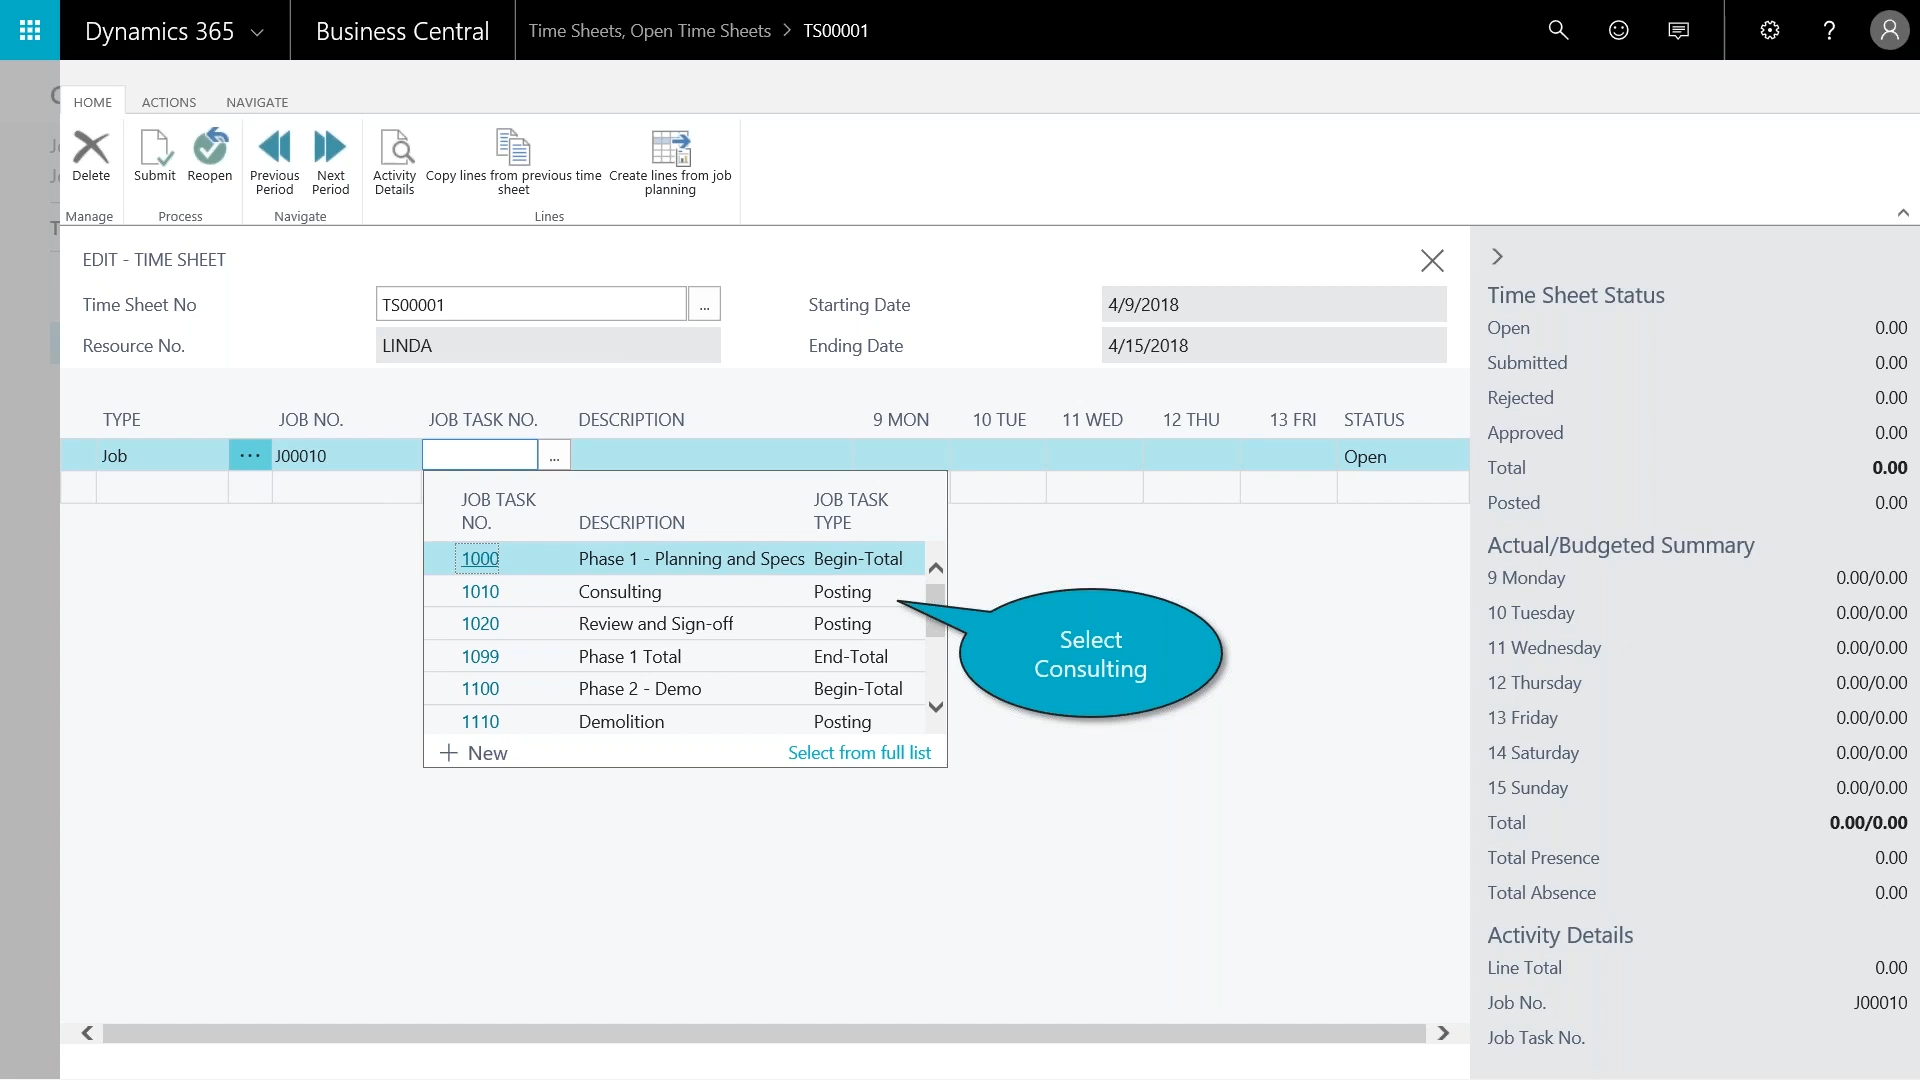 Dynamics 365
Business Central
Time Sheets, Open Time Sheets > TS00001
?
HOME ACTIONS NAVIGATE
Delete
Submit
Reopen
Previous
Period
Next
Period
Activity
Details
Copy lines from previous time
sheet
Create lines from job
planning
Manage
Process
Navigate
Lines
EDIT - TIME SHEET
Time Sheet No TS00001 ...
Starting Date 4/9/2018
Resource No. LINDA
Ending Date 4/15/2018
TYPE JOB NO. JOB TASK NO. DESCRIPTION 9 MON 10 TUE 11 WED 12 THU 13 FRI STATUS
Job ... J00010 ... Open
JOB TASK
NO.
DESCRIPTION
JOB TASK
TYPE
1000 Phase 1 - Planning and Specs Begin-Total
1010 Consulting Posting
1020 Review and Sign-off Posting
1099 Phase 1 Total End-Total
1100 Phase 2 - Demo Begin-Total
1110 Demolition Posting
+ New Select from full list
Select
Consulting
Time Sheet Status
Open 0.00
Submitted 0.00
Rejected 0.00
Approved 0.00
Total 0.00
Posted 0.00
Actual/Budgeted Summary
9 Monday 0.00/0.00
10 Tuesday 0.00/0.00
11 Wednesday 0.00/0.00
12 Thursday 0.00/0.00
13 Friday 0.00/0.00
14 Saturday 0.00/0.00
15 Sunday 0.00/0.00
Total 0.00/0.00
Total Presence 0.00
Total Absence 0.00
Activity Details
Line Total 0.00
Job No. J00010
Job Task No.